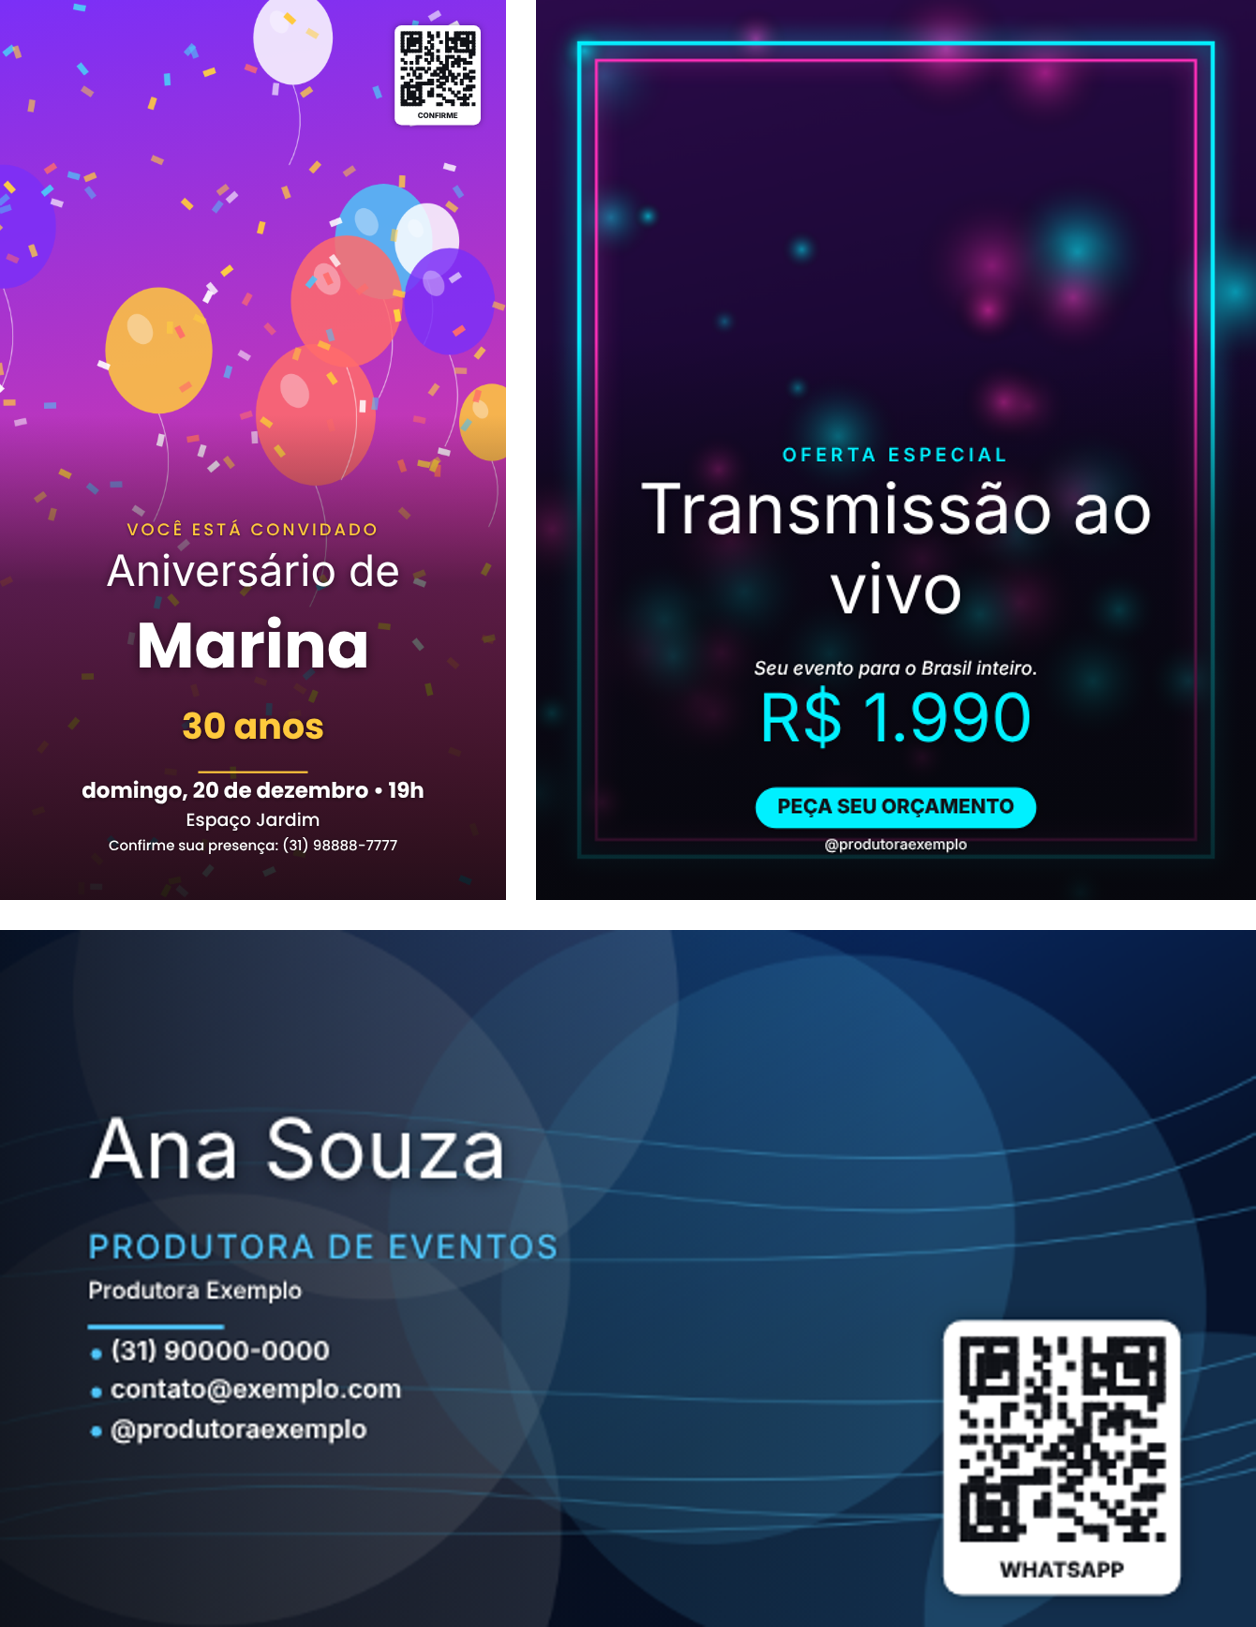 CONFIRME
VOCÊ ESTÁ CONVIDADO
Aniversário de
Marina
30 anos
domingo, 20 de dezembro • 19h
Espaço Jardim
Confirme sua presença: (31) 98888-7777
OFERTA ESPECIAL
Transmissão ao
vivo
Seu evento para o Brasil inteiro.
R$ 1.990
PEÇA SEU ORÇAMENTO
@produtoraexemplo
Ana Souza
PRODUTORA DE EVENTOS
Produtora Exemplo
• (31) 90000-0000
• contato@exemplo.com
• @produtoraexemplo
WHATSAPP